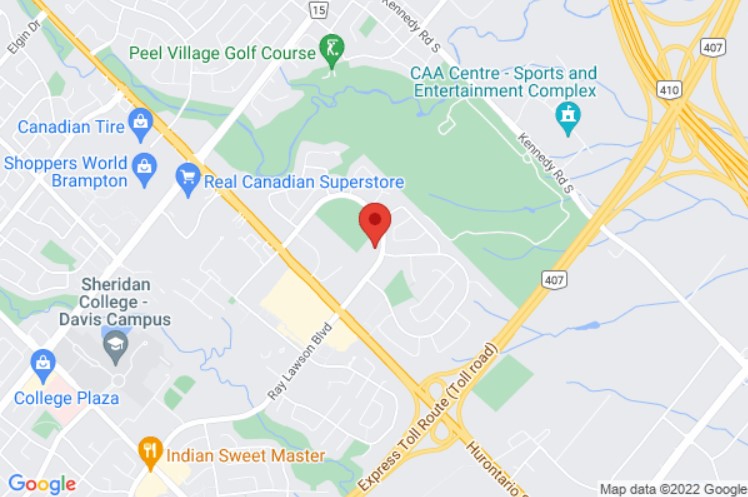 Elgin Dr
15
Kennedy Rd S
407
Peel Village Golf Course
CAA Centre - Sports and
Entertainment Complex
410
Canadian Tire
Shoppers World
Brampton
Real Canadian Superstore
Kennedy Rd S
407
Sheridan
College -
Davis Campus
Ray Lawson Blvd
College Plaza
Express Toll Route (Toll road)
Indian Sweet Master
Hurontario
Google
Map data ©2022 Google